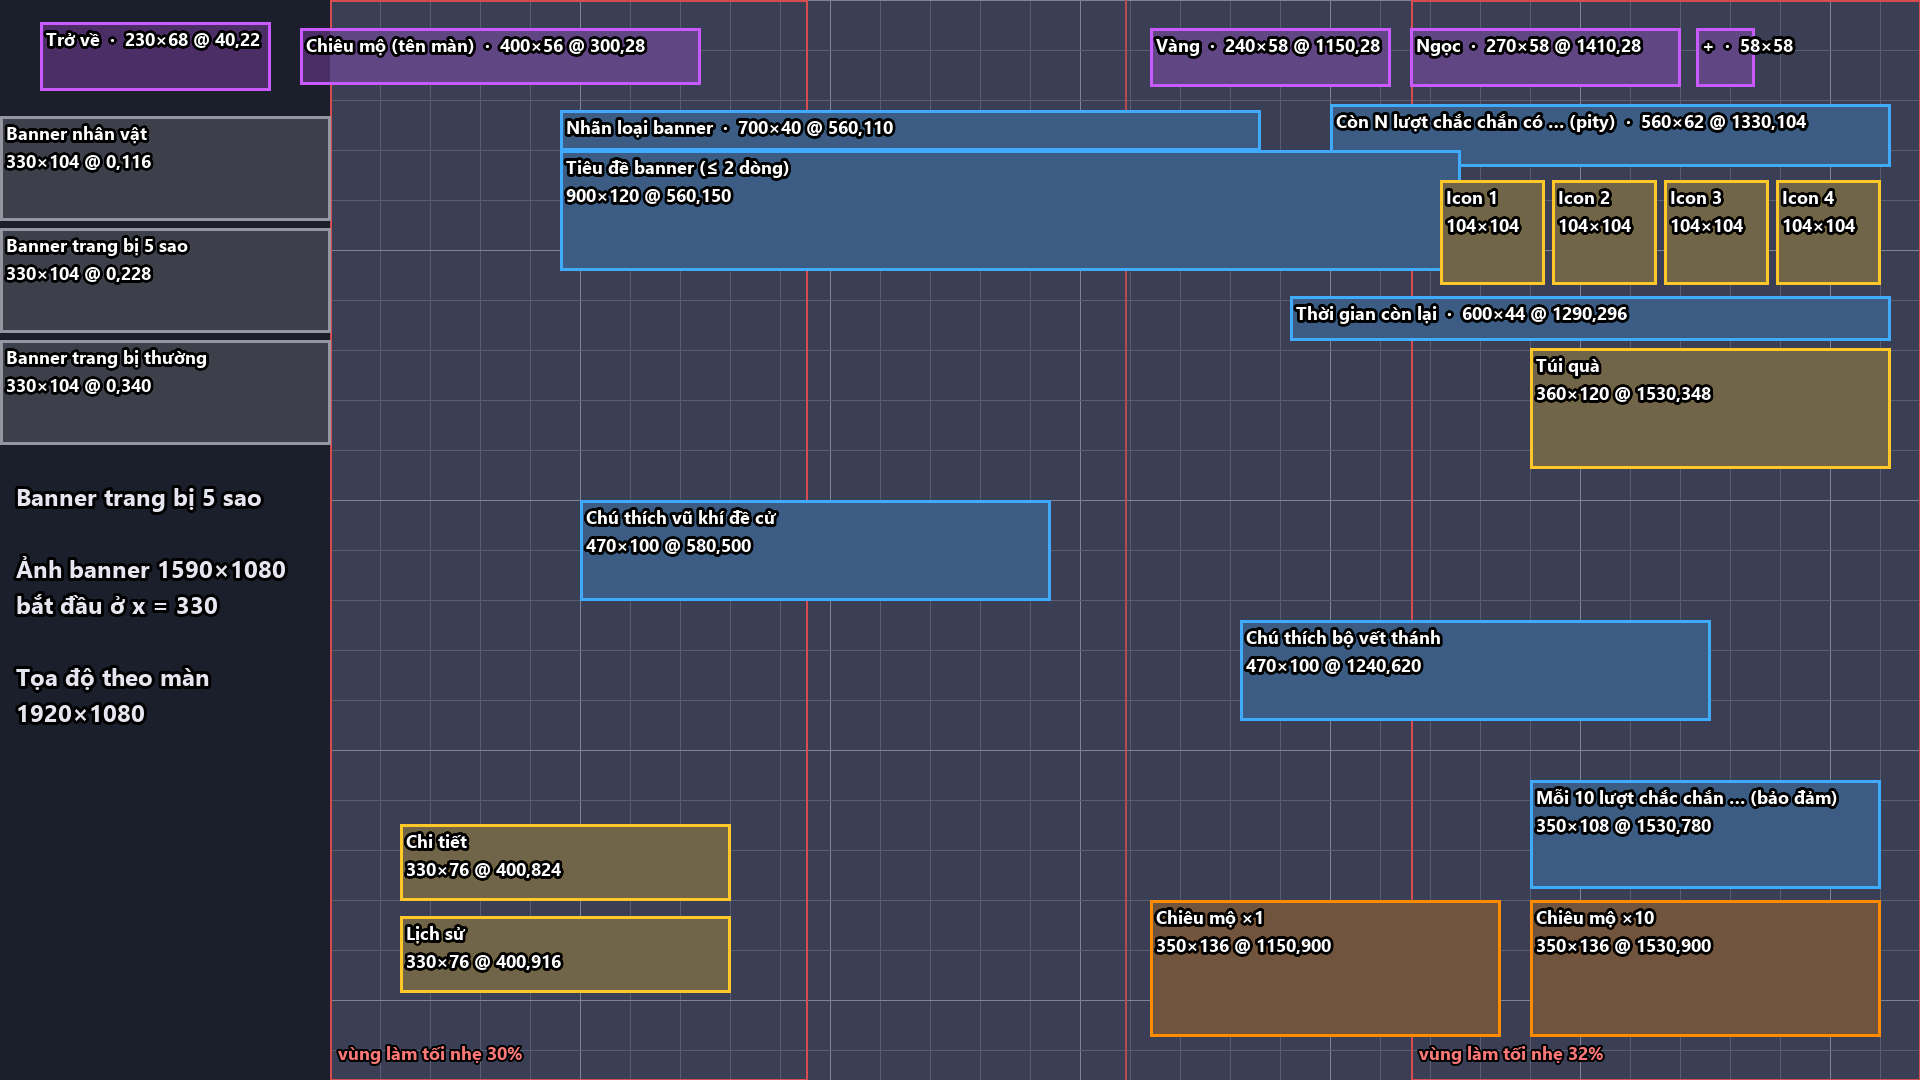 Trở về · 230×68 @ 40,22
Chiêu mộ (tên màn) · 400×56 @ 300,28
Vàng · 240×58 @ 1150,28
Ngọc · 270×58 @ 1410,28
+ · 58×58
Banner nhân vật
330×104 @ 0,116
Nhãn loại banner · 700×40 @ 560,110
Còn N lượt chắc chắn có ... (pity) · 560×62 @ 1330,104
Tiêu đề banner (≤ 2 dòng)
900×120 @ 560,150
Icon 1
104×104
Icon 2
104×104
Icon 3
104×104
Icon 4
104×104
Banner trang bị 5 sao
330×104 @ 0,228
Thời gian còn lại · 600×44 @ 1290,296
Banner trang bị thường
330×104 @ 0,340
Túi quà
360×120 @ 1530,348
Banner trang bị 5 sao
Ảnh banner 1590×1080
bắt đầu ở x = 330
Tọa độ theo màn
1920×1080
Chú thích vũ khí đề cử
470×100 @ 580,500
Chú thích bộ vết thánh
470×100 @ 1240,620
Mỗi 10 lượt chắc chắn ... (bảo đảm)
350×108 @ 1530,780
Chi tiết
330×76 @ 400,824
Lịch sử
330×76 @ 400,916
Chiêu mộ ×1
350×136 @ 1150,900
Chiêu mộ ×10
350×136 @ 1530,900
vùng làm tối nhẹ 30%
vùng làm tối nhẹ 32%